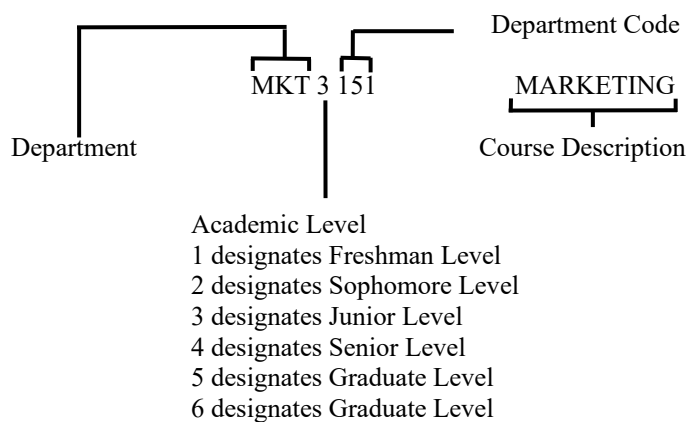 Department Code
MKT 3 151 MARKETING
Department Course Description
Academic Level
1 designates Freshman Level
2 designates Sophomore Level
3 designates Junior Level
4 designates Senior Level
5 designates Graduate Level
6 designates Graduate Level